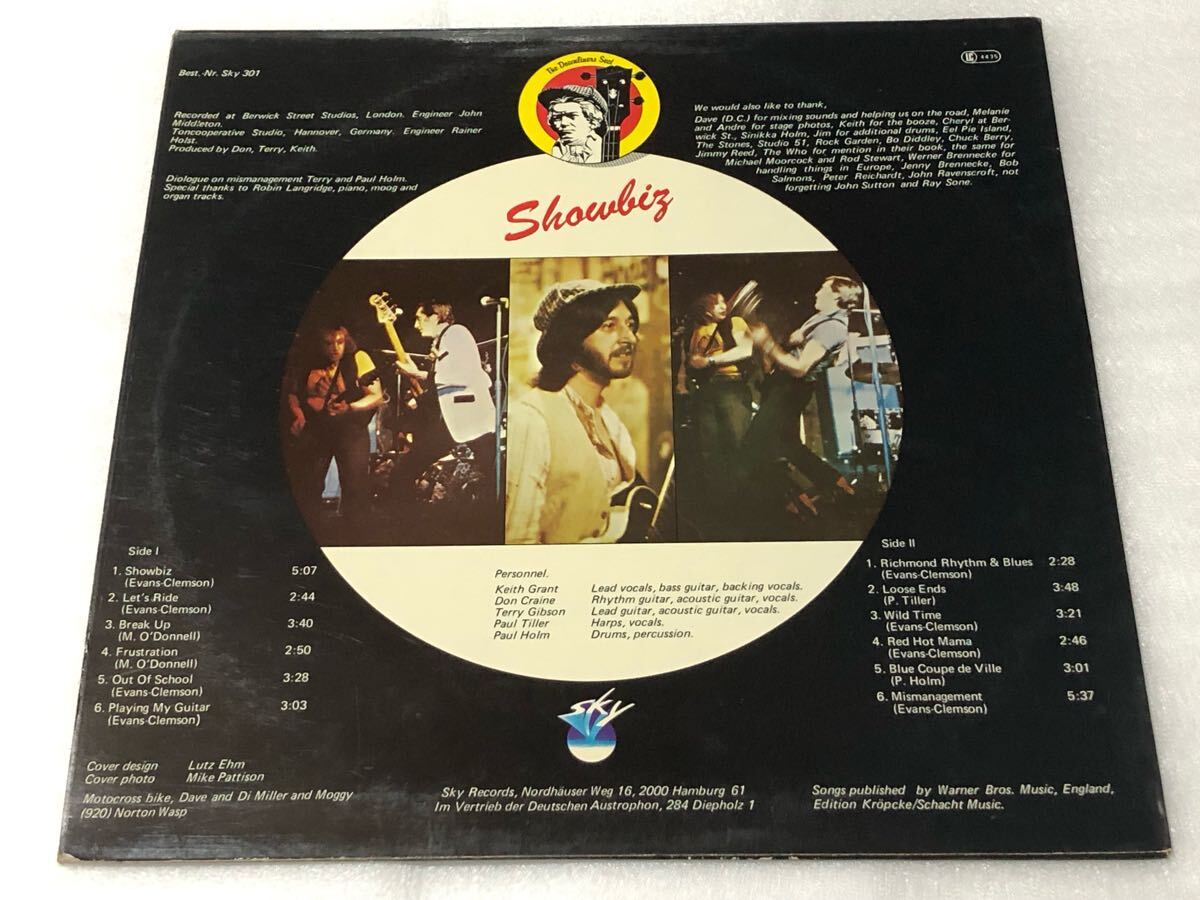 Best.-Nr. Sky 301
Recorded at Berwick Street Studios, London. Engineer John
Middleton.
Toncooperative Studio, Hannover, Germany. Engineer Rainer
Holst.
Produced by Don, Terry, Keith.
Diologue on mismanagement Terry and Paul Holm.
Special thanks to Robin Langridge, piano, moog and
organ tracks.
The Downliners Sect
LC 4435
We would also like to thank,
Dave (D.C.) for mixing sounds and helping us on the road, Melanie
and Andre for stage photos, Keith for the booze, Cheryl at Ber-
wick St., Sinikka Holm, Jim for additional drums, Eel Pie Island,
The Stones, Studio 51, Rock Garden, Bo Diddley, Chuck Berry,
Jimmy Reed, The Who for mention in their book, the same for
Michael Moorcock and Rod Stewart, Werner Brennecke for
handling things in Europe, Jenny Brennecke, Bob
Salmons, Peter Reichardt, John Ravenscroft, not
forgetting John Sutton and Ray Sone.
Showbiz
Side I
1. Showbiz 5:07
(Evans-Clemson)
2. Let's Ride 2:44
(Evans-Clemson)
3. Break Up 3:40
(M. O'Donnell)
4. Frustration 2:50
(M. O'Donnell)
5. Out Of School 3:28
(Evans-Clemson)
6. Playing My Guitar 3:03
(Evans-Clemson)
Personnel.
Keith Grant Lead vocals, bass guitar, backing vocals.
Don Craine Rhythm guitar, acoustic guitar, vocals.
Terry Gibson Lead guitar, acoustic guitar, vocals.
Paul Tiller Harps, vocals.
Paul Holm Drums, percussion.
Side II
1. Richmond Rhythm & Blues 2:28
(Evans-Clemson)
2. Loose Ends 3:48
(P. Tiller)
3. Wild Time 3:21
(Evans-Clemson)
4. Red Hot Mama 2:46
(Evans-Clemson)
5. Blue Coupe de Ville 3:01
(P. Holm)
6. Mismanagement 5:37
(Evans-Clemson)
sky
Cover design Lutz Ehm
Cover photo Mike Pattison
Motocross bike, Dave and Di Miller and Moggy
(920) Norton Wasp
Sky Records, Nordhäuser Weg 16, 2000 Hamburg 61
Im Vertrieb der Deutschen Austrophon, 284 Diepholz 1
Songs published by Warner Bros. Music, England,
Edition Kröpcke/Schacht Music.